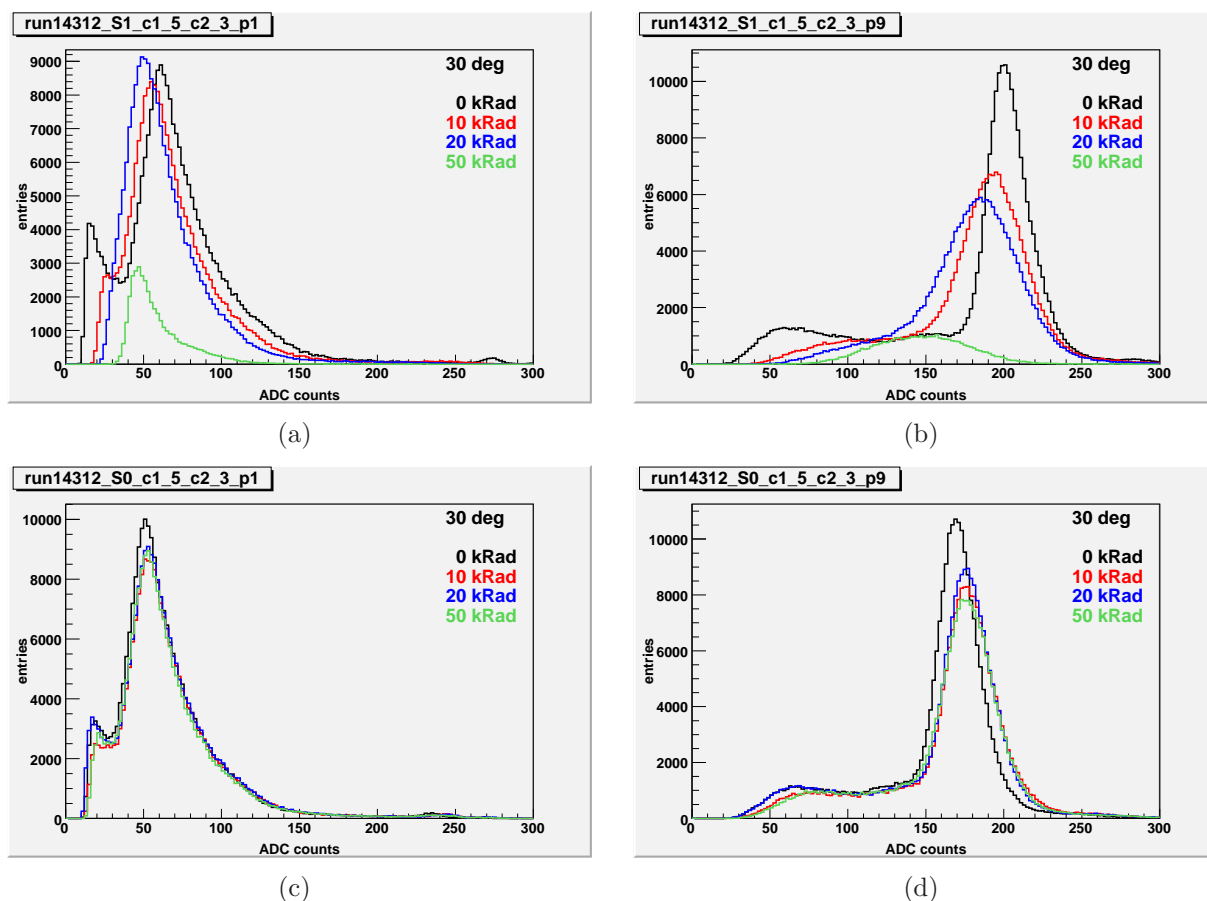 run14312_S1_c1_5_c2_3_p1
30 deg
0 kRad
10 kRad
20 kRad
50 kRad
entries
9000
8000
7000
6000
5000
4000
3000
2000
1000
0
0 50 100 150 200 250 300
ADC counts
(a)
run14312_S1_c1_5_c2_3_p9
30 deg
0 kRad
10 kRad
20 kRad
50 kRad
entries
10000
8000
6000
4000
2000
0
0 50 100 150 200 250 300
ADC counts
(b)
run14312_S0_c1_5_c2_3_p1
30 deg
0 kRad
10 kRad
20 kRad
50 kRad
entries
10000
8000
6000
4000
2000
0
0 50 100 150 200 250 300
ADC counts
(c)
run14312_S0_c1_5_c2_3_p9
30 deg
0 kRad
10 kRad
20 kRad
50 kRad
entries
10000
8000
6000
4000
2000
0
0 50 100 150 200 250 300
ADC counts
(d)